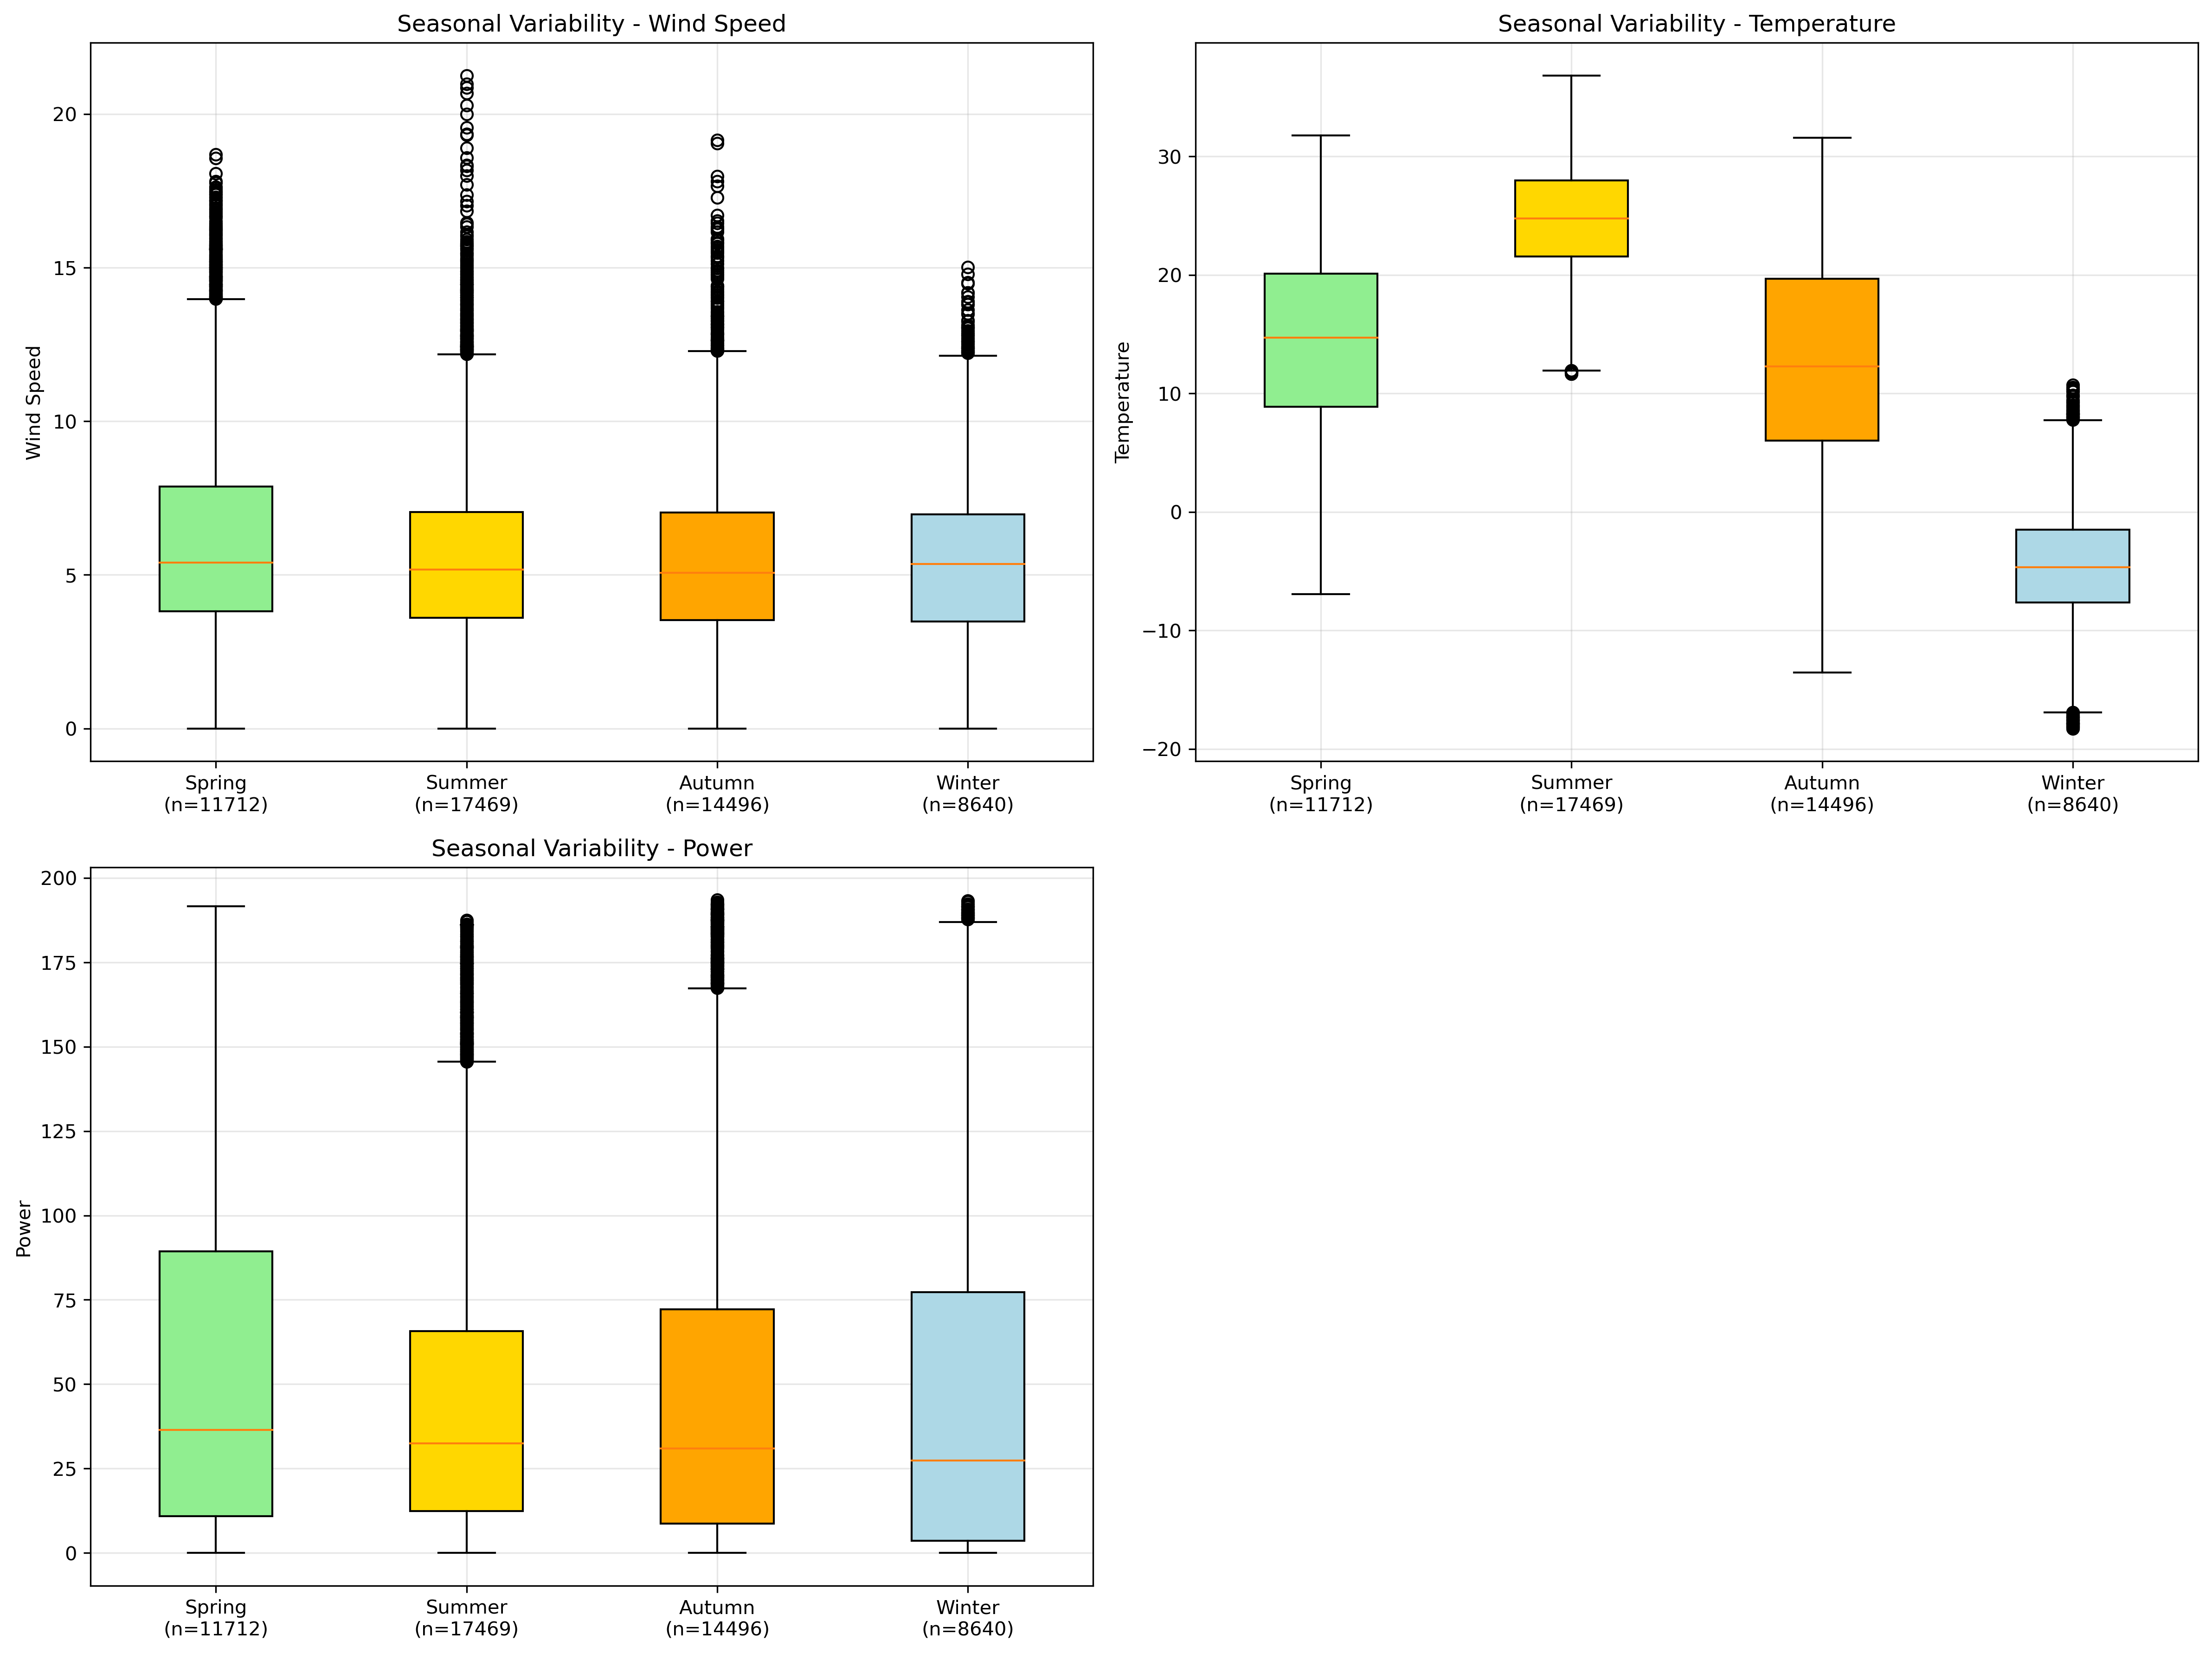 Seasonal Variability - Wind Speed
Wind Speed
20
15
10
5
0
Spring
(n=11712)
Summer
(n=17469)
Autumn
(n=14496)
Winter
(n=8640)
Seasonal Variability - Temperature
Temperature
30
20
10
0
−10
−20
Spring
(n=11712)
Summer
(n=17469)
Autumn
(n=14496)
Winter
(n=8640)
Seasonal Variability - Power
Power
200
175
150
125
100
75
50
25
0
Spring
(n=11712)
Summer
(n=17469)
Autumn
(n=14496)
Winter
(n=8640)